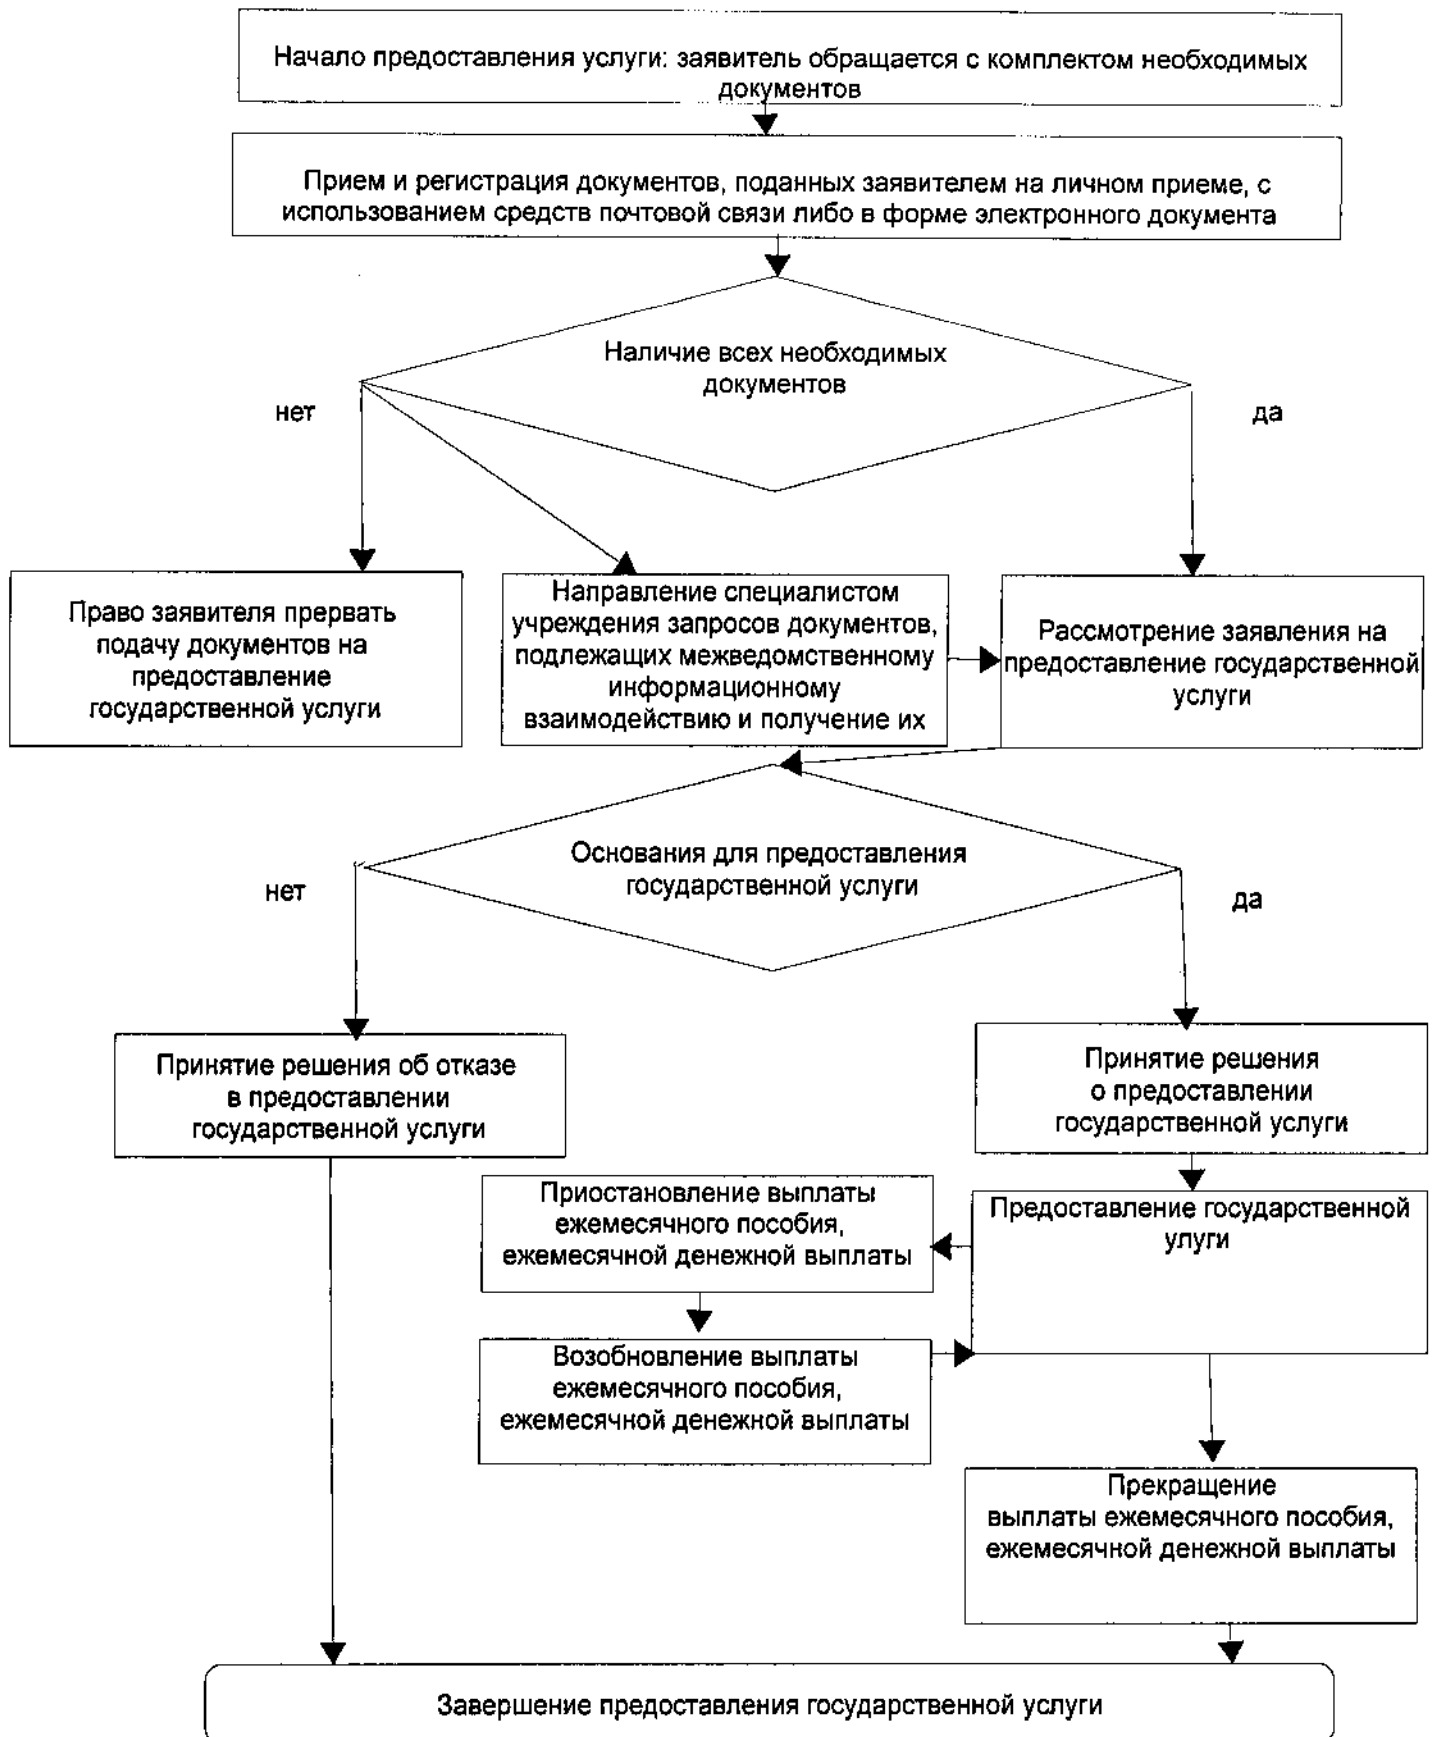 Начало предоставления услуги: заявитель обращается с комплектом необходимых
документов
Прием и регистрация документов, поданных заявителем на личном приеме, с
использованием средств почтовой связи либо в форме электронного документа
Наличие всех необходимых
документов
нет
да
Право заявителя прервать
подачу документов на
предоставление
государственной услуги
Направление специалистом
учреждения запросов документов,
подлежащих межведомственному
информационному
взаимодействию и получение их
Рассмотрение заявления на
предоставление государственной
услуги
Основания для предоставления
государственной услуги
нет
да
Принятие решения об отказе
в предоставлении
государственной услуги
Принятие решения
о предоставлении
государственной услуги
Приостановление выплаты
ежемесячного пособия,
ежемесячной денежной выплаты
Предоставление государственной
улуги
Возобновление выплаты
ежемесячного пособия,
ежемесячной денежной выплаты
Прекращение
выплаты ежемесячного пособия,
ежемесячной денежной выплаты
Завершение предоставления государственной услуги